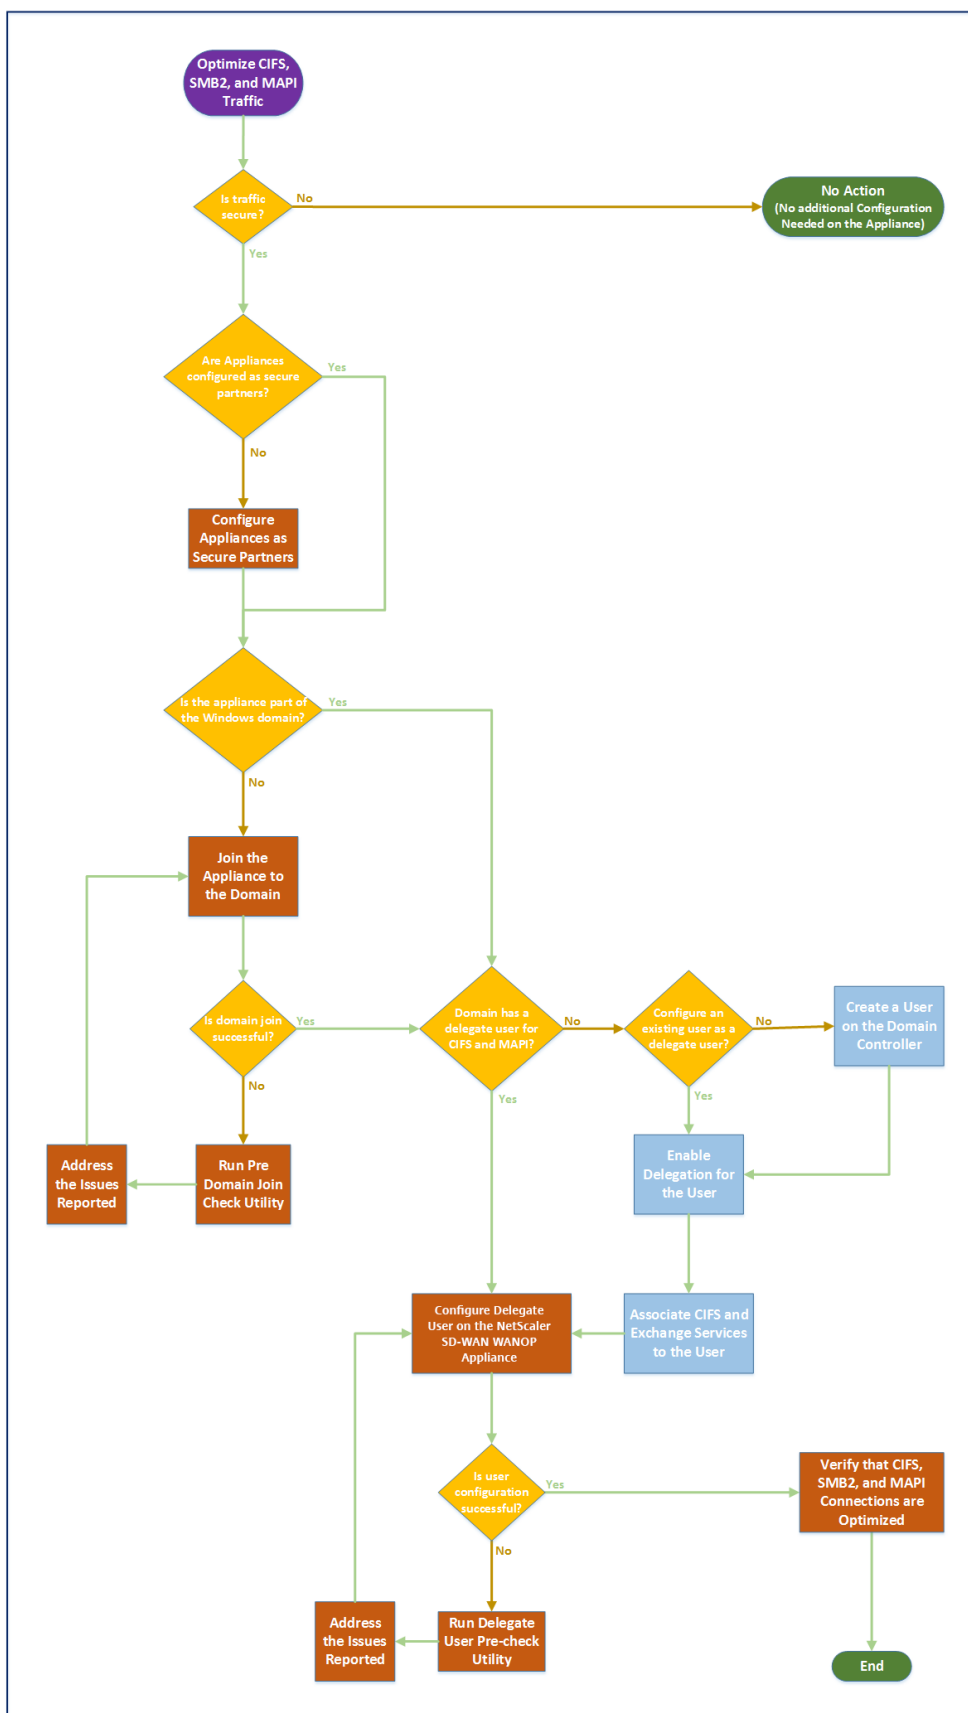 Optimize CIFS,
SMB2, and MAPI
Traffic
Is traffic
secure?
No
No Action
(No additional Configuration
Needed on the Appliance)
Yes
Are Appliances
configured as secure
partners?
Yes
No
Configure
Appliances as
Secure Partners
Is the appliance part of
the Windows domain?
Yes
No
Join the
Appliance to
the Domain
Is domain join
successful?
Yes
Domain has a
delegate user for
CIFS and MAPI?
No
Configure an
existing user as a
delegate user?
No
Create a User
on the Domain
Controller
No
Yes
Yes
Address
the Issues
Reported
Run Pre
Domain Join
Check Utility
Enable
Delegation for
the User
Configure Delegate
User on the NetScaler
SD-WAN WANOP
Appliance
Associate CIFS and
Exchange Services
to the User
Is user
configuration
successful?
Yes
Verify that CIFS,
SMB2, and MAPI
Connections are
Optimized
No
Address
the Issues
Reported
Run Delegate
User Pre-check
Utility
End